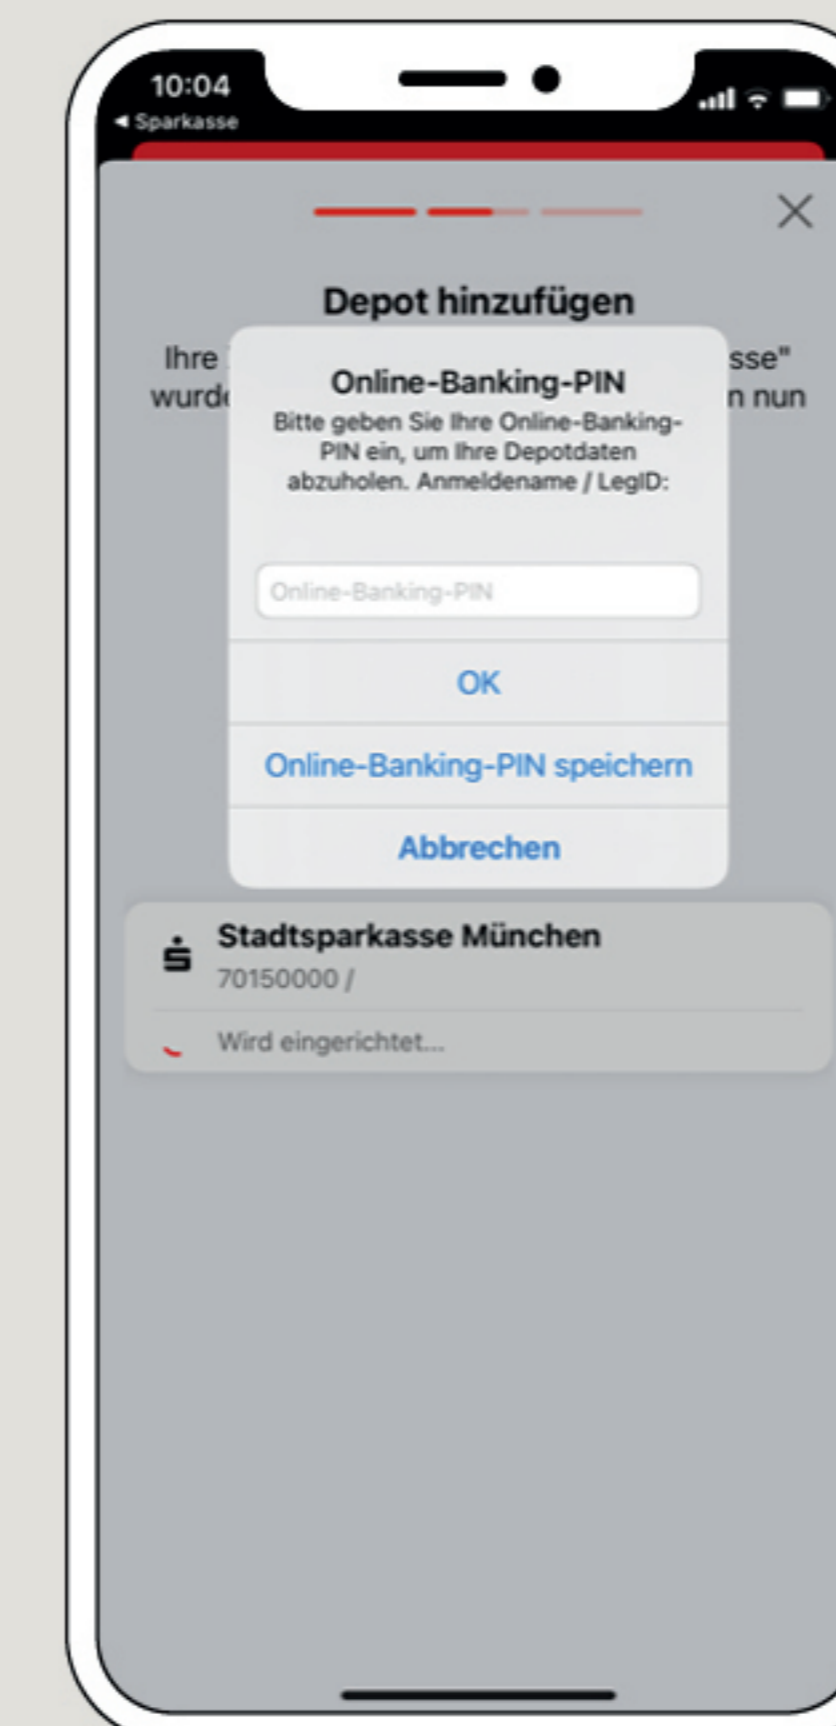 10:04
◀ Sparkasse
Depot hinzufügen
Ihre sse"
wurde n nun
Online-Banking-PIN
Bitte geben Sie Ihre Online-Banking-
PIN ein, um Ihre Depotdaten
abzuholen. Anmeldename / LegID:
Online-Banking-PIN
OK
Online-Banking-PIN speichern
Abbrechen
Stadtsparkasse München
70150000 /
Wird eingerichtet...